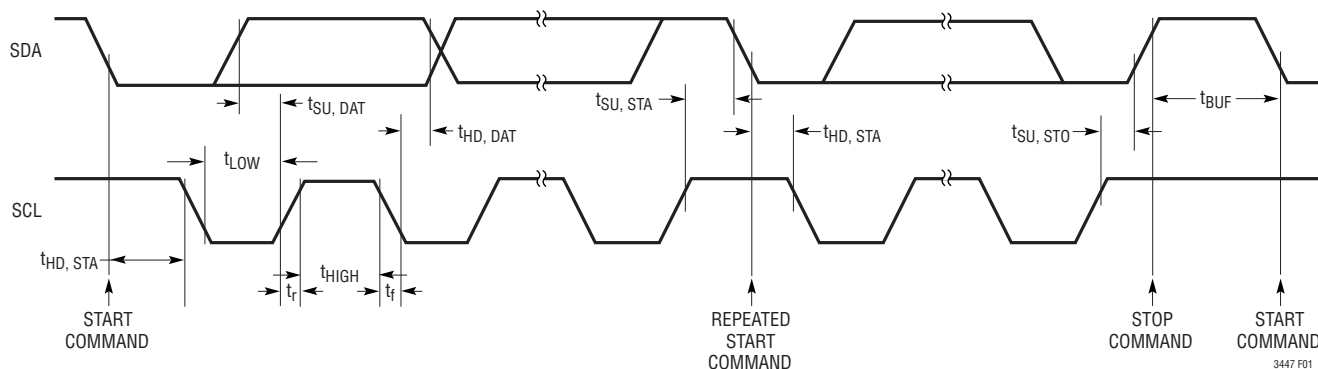 SDA
tSU, DAT
tHD, DAT
tSU, STA
tHD, STA
tSU, STO
tBUF
tLOW
SCL
tHD, STA
tr
tHIGH
tf
START
COMMAND
REPEATED
START
COMMAND
STOP
COMMAND
START
COMMAND
3447 F01